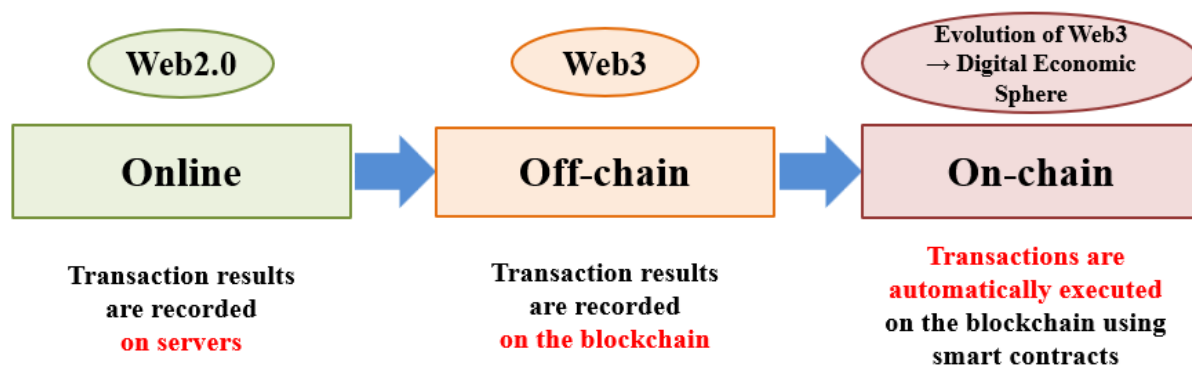 Web2.0
Web3
Evolution of Web3
→ Digital Economic
Sphere
Online
Off-chain
On-chain
Transaction results
are recorded
on servers
Transaction results
are recorded
on the blockchain
Transactions are
automatically executed
on the blockchain using
smart contracts